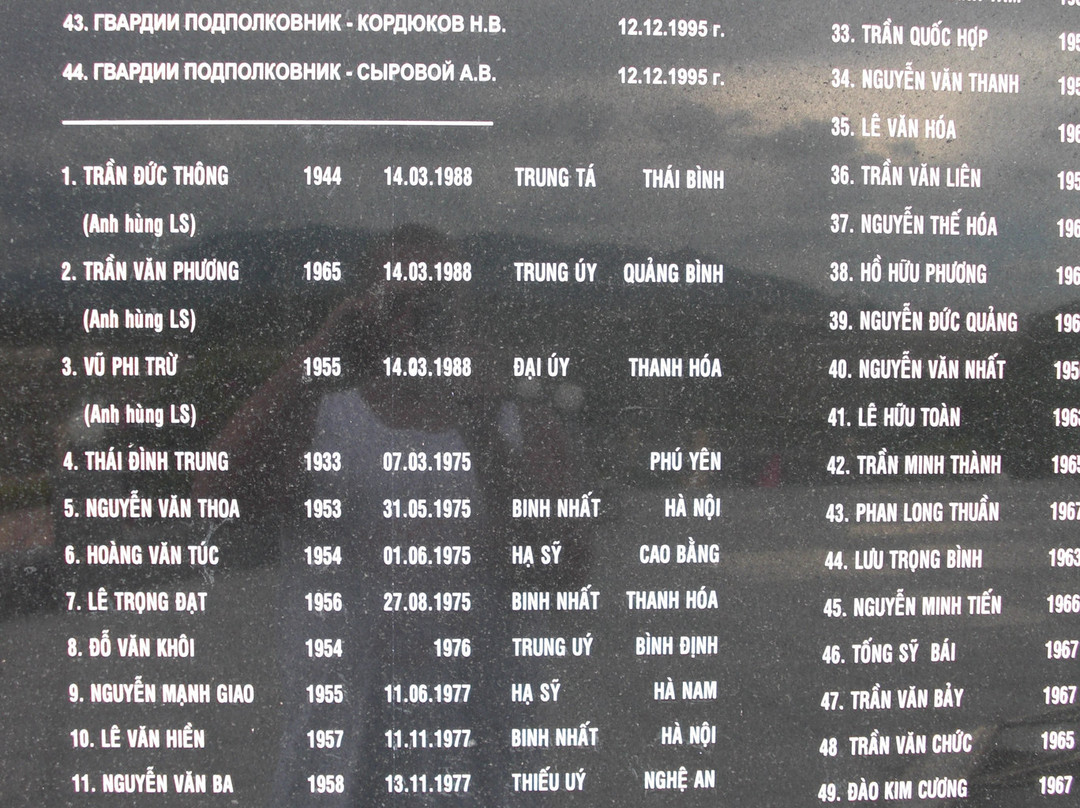 43. ГВАРДИИ ПОДПОЛКОВНИК - КОРДЮКОВ Н.В. 12.12.1995 г.
44. ГВАРДИИ ПОДПОЛКОВНИК - СЫРОВОЙ А.В. 12.12.1995 г.
1. TRẦN ĐỨC THÔNG 1944 14.03.1988 TRUNG TÁ THÁI BÌNH
(Anh hùng LS)
2. TRẦN VĂN PHƯƠNG 1965 14.03.1988 TRUNG ÚY QUẢNG BÌNH
(Anh hùng LS)
3. VŨ PHI TRỪ 1955 14.03.1988 ĐẠI ÚY THANH HÓA
(Anh hùng LS)
4. THÁI ĐÌNH TRUNG 1933 07.03.1975 PHÚ YÊN
5. NGUYỄN VĂN THOA 1953 31.05.1975 BINH NHẤT HÀ NỘI
6. HOÀNG VĂN TÚC 1954 01.06.1975 HẠ SỸ CAO BẰNG
7. LÊ TRỌNG ĐẠT 1956 27.08.1975 BINH NHẤT THANH HÓA
8. ĐỖ VĂN KHÔI 1954 1976 TRUNG UÝ BÌNH ĐỊNH
9. NGUYỄN MẠNH GIAO 1955 11.06.1977 HẠ SỸ HÀ NAM
10. LÊ VĂN HIỀN 1957 11.11.1977 BINH NHẤT HÀ NỘI
11. NGUYỄN VĂN BA 1958 13.11.1977 THIẾU UÝ NGHỆ AN
33. TRẦN QUỐC HỢP
34. NGUYỄN VĂN THANH
35. LÊ VĂN HÓA
36. TRẦN VĂN LIÊN
37. NGUYỄN THẾ HÓA
38. HỒ HỮU PHƯƠNG
39. NGUYỄN ĐỨC QUẢNG
40. NGUYỄN VĂN NHẤT
41. LÊ HỮU TOÀN
42. TRẦN MINH THÀNH 1965
43. PHAN LONG THUẦN 1967
44. LƯU TRỌNG BÌNH 1963
45. NGUYỄN MINH TIẾN 1966
46. TỐNG SỸ BÁI 1967
47. TRẦN VĂN BẢY 1967
48 TRẦN VĂN CHỨC 1965
49. ĐÀO KIM CƯƠNG 1967